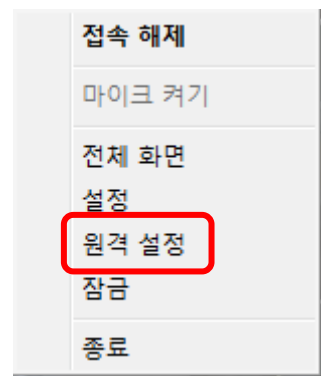 접속 해제
마이크 켜기
전체 화면
설정
원격 설정
잠금
종료